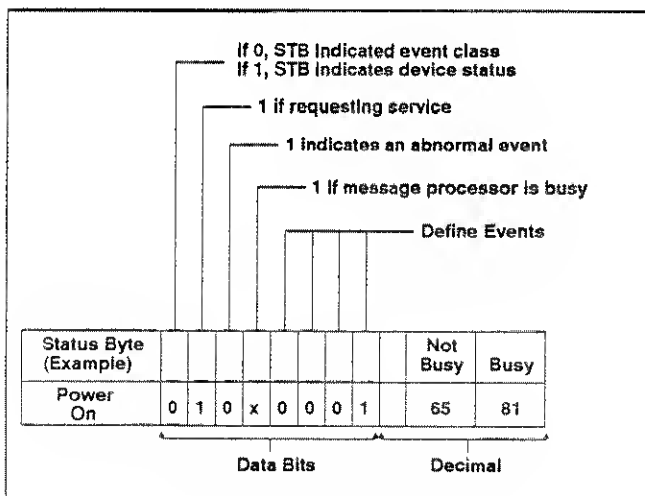 If 0, STB Indicated event class
If 1, STB Indicates device status
1 if requesting service
1 indicates an abnormal event
1 if message processor is busy
Define Events
Status Byte
(Example)
Not
Busy
Busy
Power
On
0 1 0 x 0 0 0 1 65 81
Data Bits
Decimal